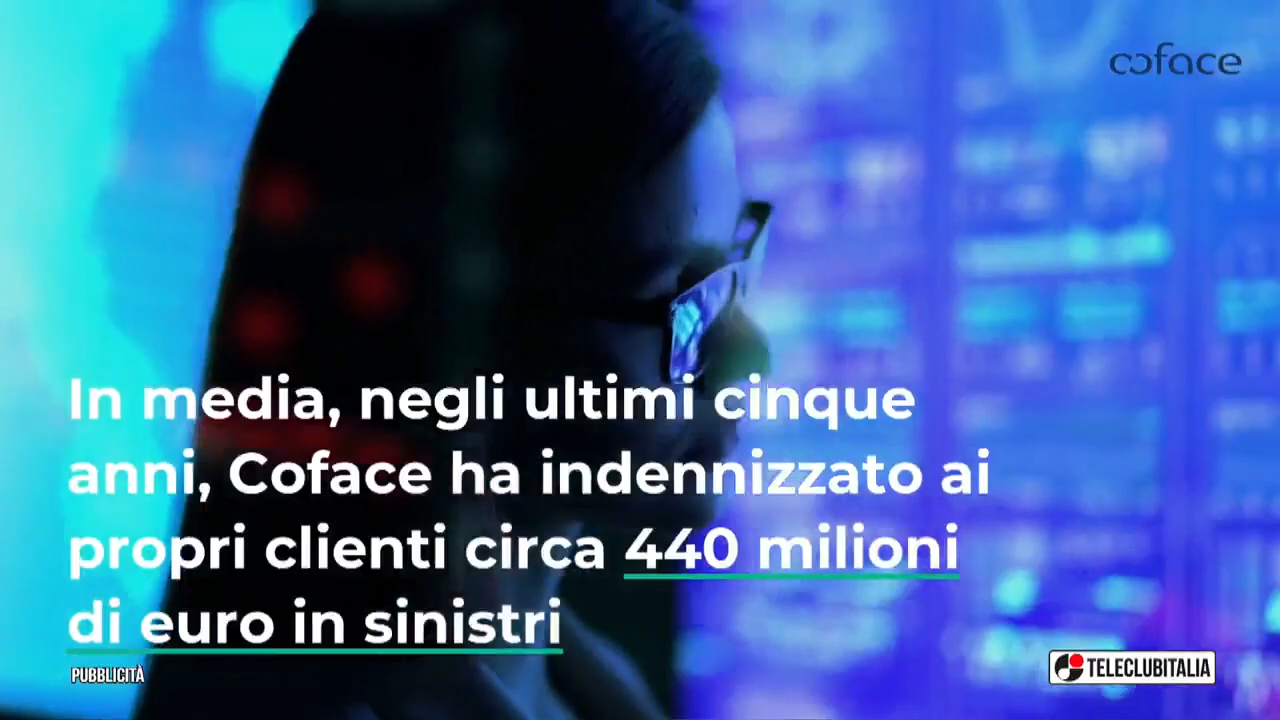 coface
In media, negli ultimi cinque
anni, Coface ha indennizzato ai
propri clienti circa 440 milioni
di euro in sinistri
PUBBLICITÀ
TELECLUBITALIA